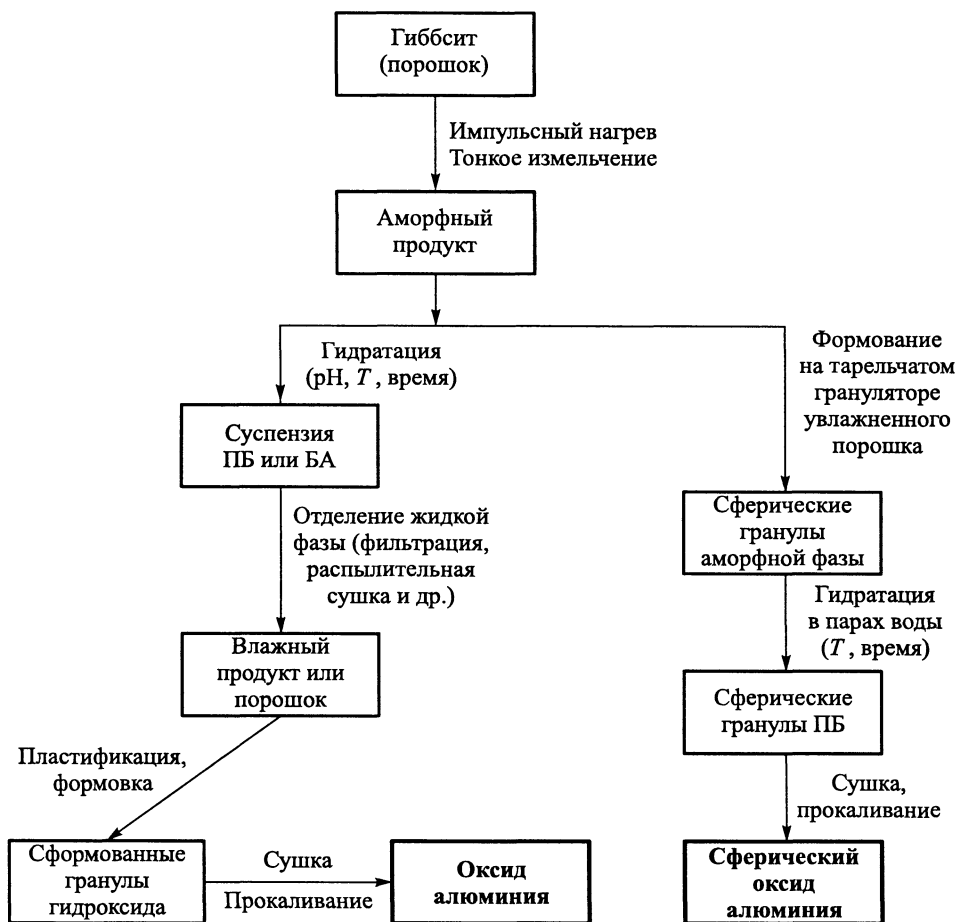 Гиббсит
(порошок)
Импульсный нагрев
Тонкое измельчение
Аморфный
продукт
Гидратация
(pH, T , время)
Суспензия
ПБ или БА
Отделение жидкой
фазы (фильтрация,
распылительная
сушка и др.)
Влажный
продукт или
порошок
Пластификация,
формовка
Сформованные
гранулы
гидроксида
Сушка
Прокаливание
Оксид
алюминия
Формование
на тарельчатом
грануляторе
увлажненного
порошка
Сферические
гранулы
аморфной фазы
Гидратация
в парах воды
(T , время)
Сферические
гранулы ПБ
Сушка,
прокаливание
Сферический
оксид
алюминия